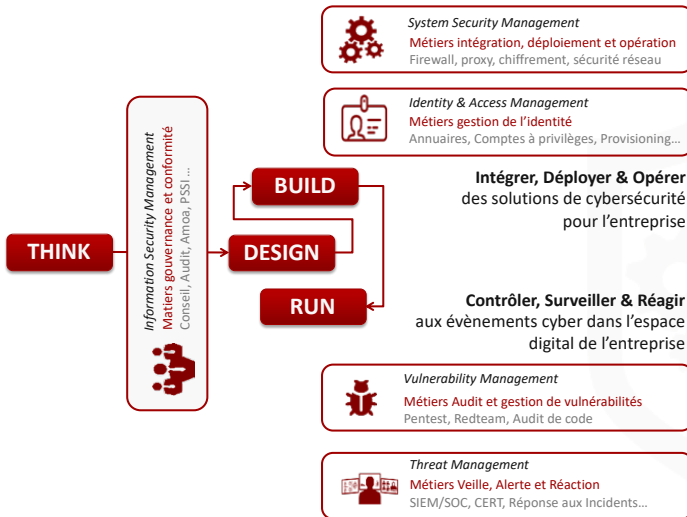 System Security Management
Métiers intégration, déploiement et opération
Firewall, proxy, chiffrement, sécurité réseau
Identity & Access Management
Métiers gestion de l'identité
Annuaires, Comptes à privilèges, Provisioning…
Information Security Management
Matiers gouvernance et conformité
Conseil, Audit, Amoa, PSSI …
THINK
BUILD
DESIGN
RUN
Intégrer, Déployer & Opérer
des solutions de cybersécurité
pour l'entreprise
Contrôler, Surveiller & Réagir
aux évènements cyber dans l'espace
digital de l'entreprise
Vulnerability Management
Métiers Audit et gestion de vulnérabilités
Pentest, Redteam, Audit de code
Threat Management
Métiers Veille, Alerte et Réaction
SIEM/SOC, CERT, Réponse aux Incidents…